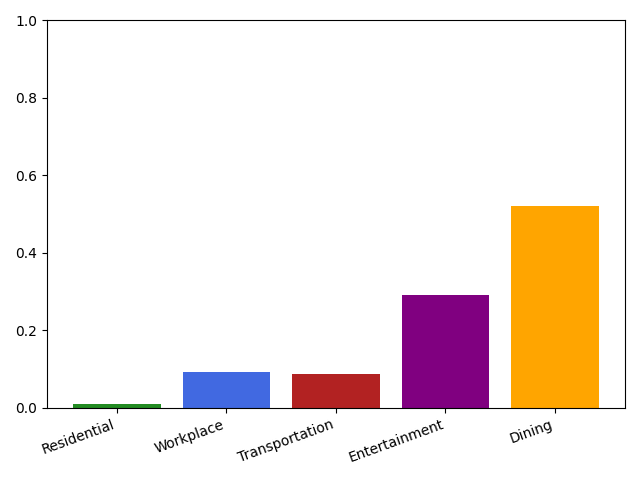 1.0
0.8
0.6
0.4
0.2
0.0
Residential
Workplace
Transportation
Entertainment
Dining